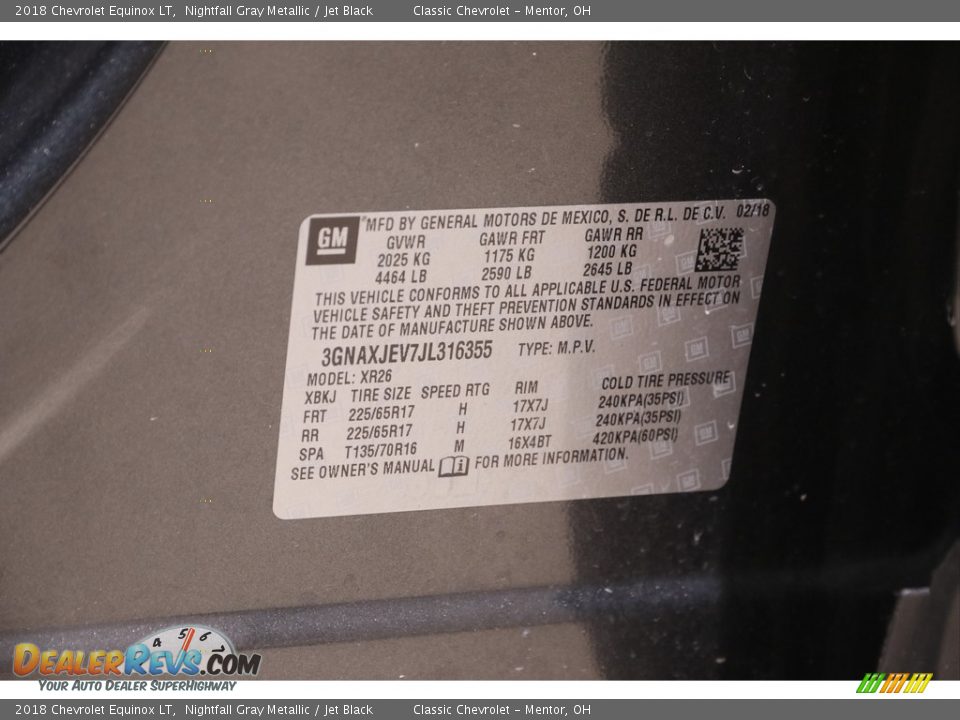 2018 Chevrolet Equinox LT, Nightfall Gray Metallic / Jet Black Classic Chevrolet - Mentor, OH
GM
MFD BY GENERAL MOTORS DE MEXICO, S. DE R.L. DE C.V. 02/18
GVWR GAWR FRT GAWR RR
2025 KG 1175 KG 1200 KG
4464 LB 2590 LB 2645 LB
THIS VEHICLE CONFORMS TO ALL APPLICABLE U.S. FEDERAL MOTOR
VEHICLE SAFETY AND THEFT PREVENTION STANDARDS IN EFFECT ON
THE DATE OF MANUFACTURE SHOWN ABOVE.
3GNAXJEV7JL316355 TYPE: M.P.V.
MODEL: XR26
XBKJ TIRE SIZE SPEED RTG RIM COLD TIRE PRESSURE
FRT 225/65R17 H 17X7J 240KPA(35PSI)
RR 225/65R17 H 17X7J 240KPA(35PSI)
SPA T135/70R16 M 16X4BT 420KPA(60PSI)
SEE OWNER'S MANUAL i FOR MORE INFORMATION.
4 5 6 7
DEALERREVS.COM
YOUR AUTO DEALER SUPERHIGHWAY
2018 Chevrolet Equinox LT, Nightfall Gray Metallic / Jet Black Classic Chevrolet - Mentor, OH